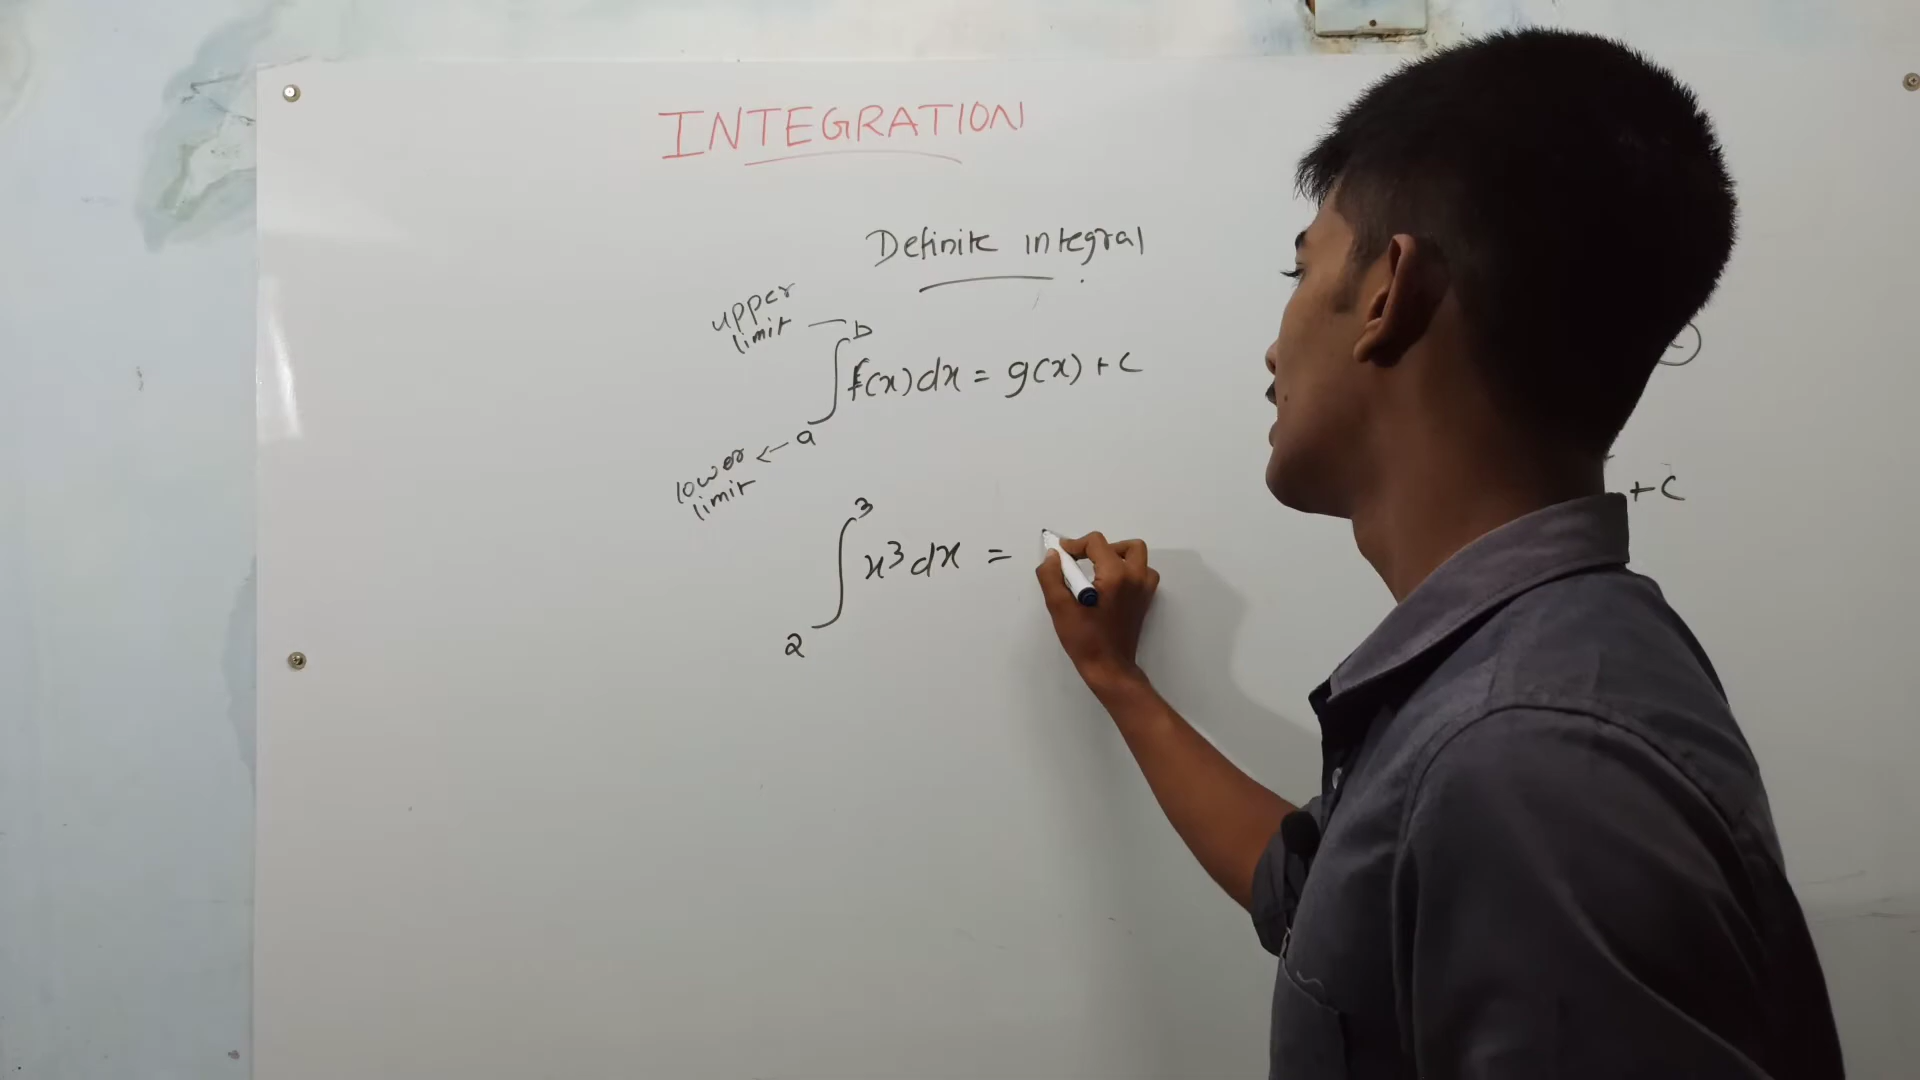 INTEGRATION
Definite integral
upper
limit
b
∫ f(x) dx = g(x) + C
a
lower
limit
3
∫ x³ dx =
2
+ C